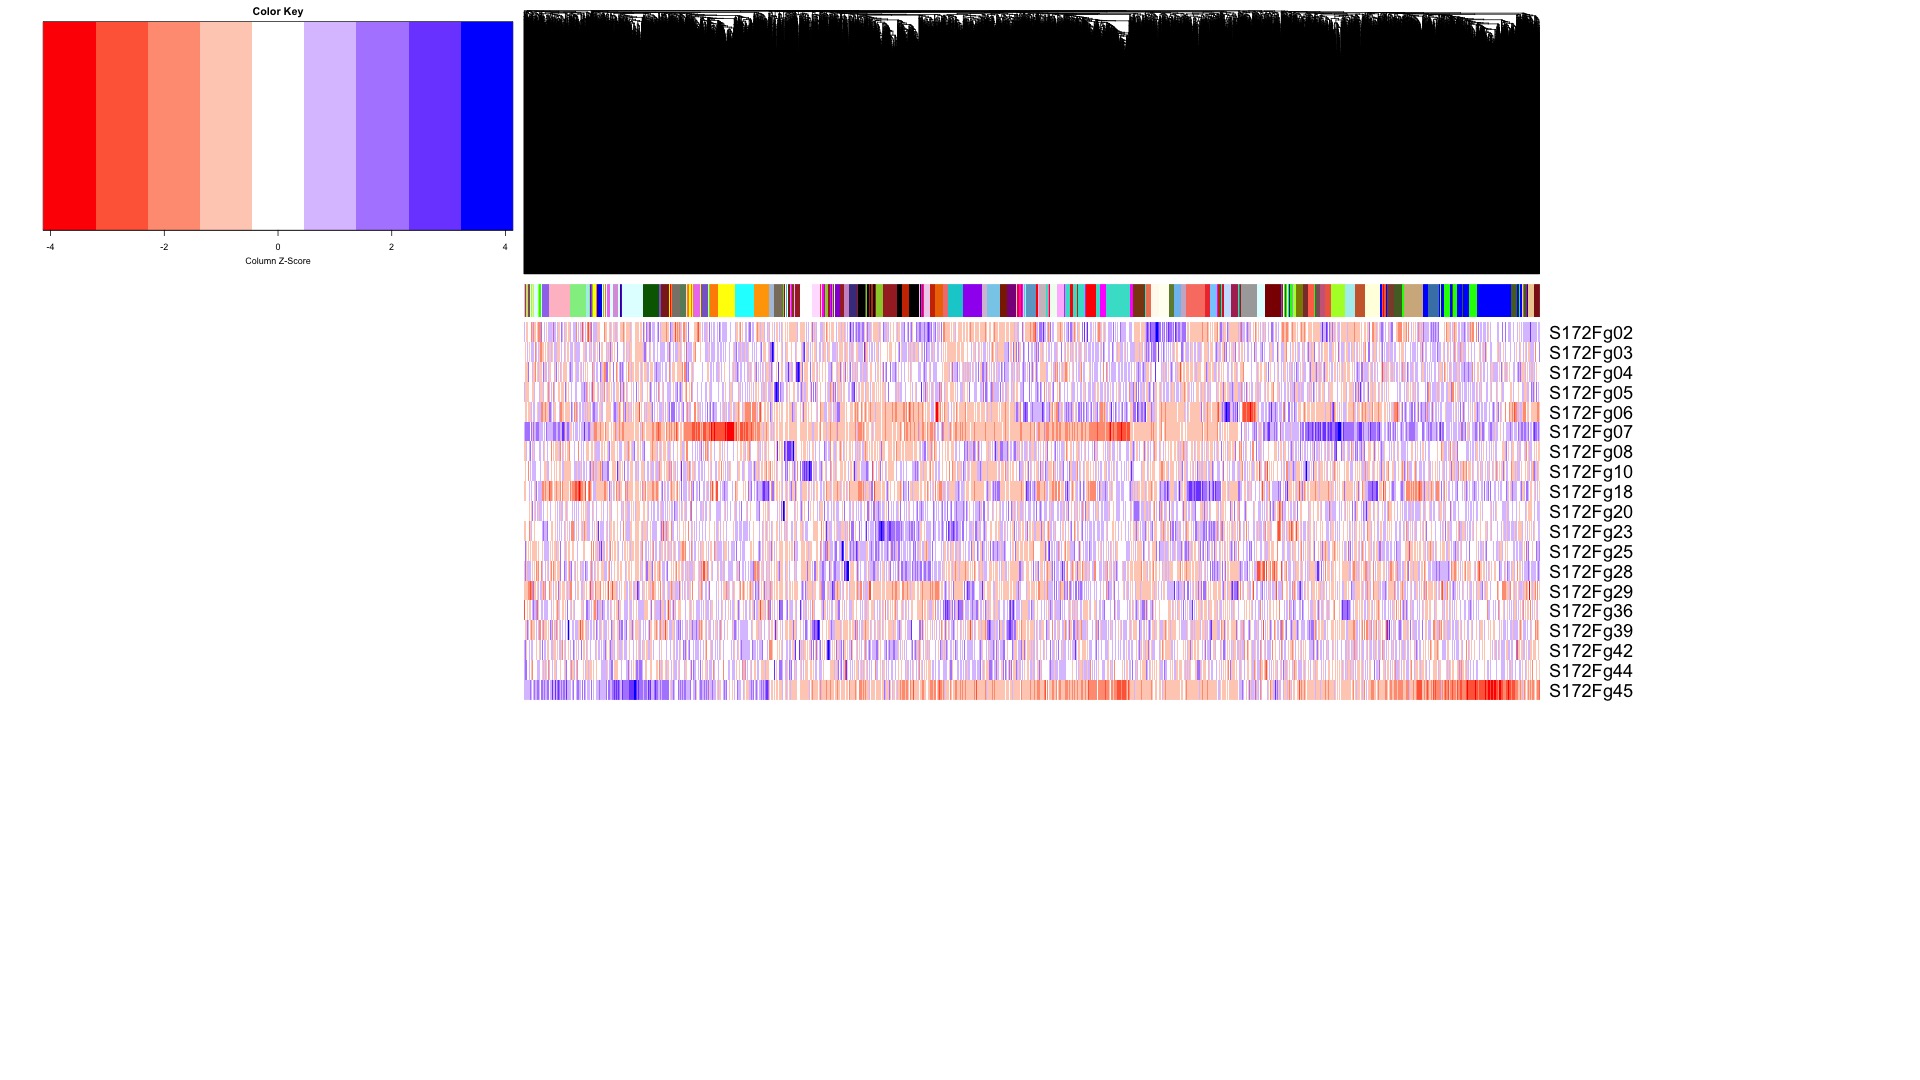 Color Key
-4 -2 0 2 4
Column Z-Score
S172Fg02
S172Fg03
S172Fg04
S172Fg05
S172Fg06
S172Fg07
S172Fg08
S172Fg10
S172Fg18
S172Fg20
S172Fg23
S172Fg25
S172Fg28
S172Fg29
S172Fg36
S172Fg39
S172Fg42
S172Fg44
S172Fg45